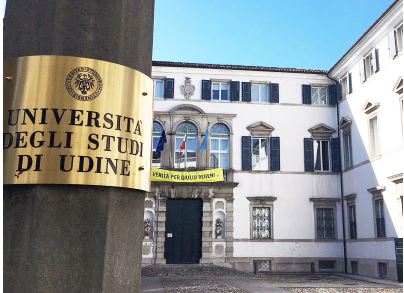 UNIVERSITÀ
DEGLI STUDI
DI UDINE
VERITÀ PER GIULIO REGENI